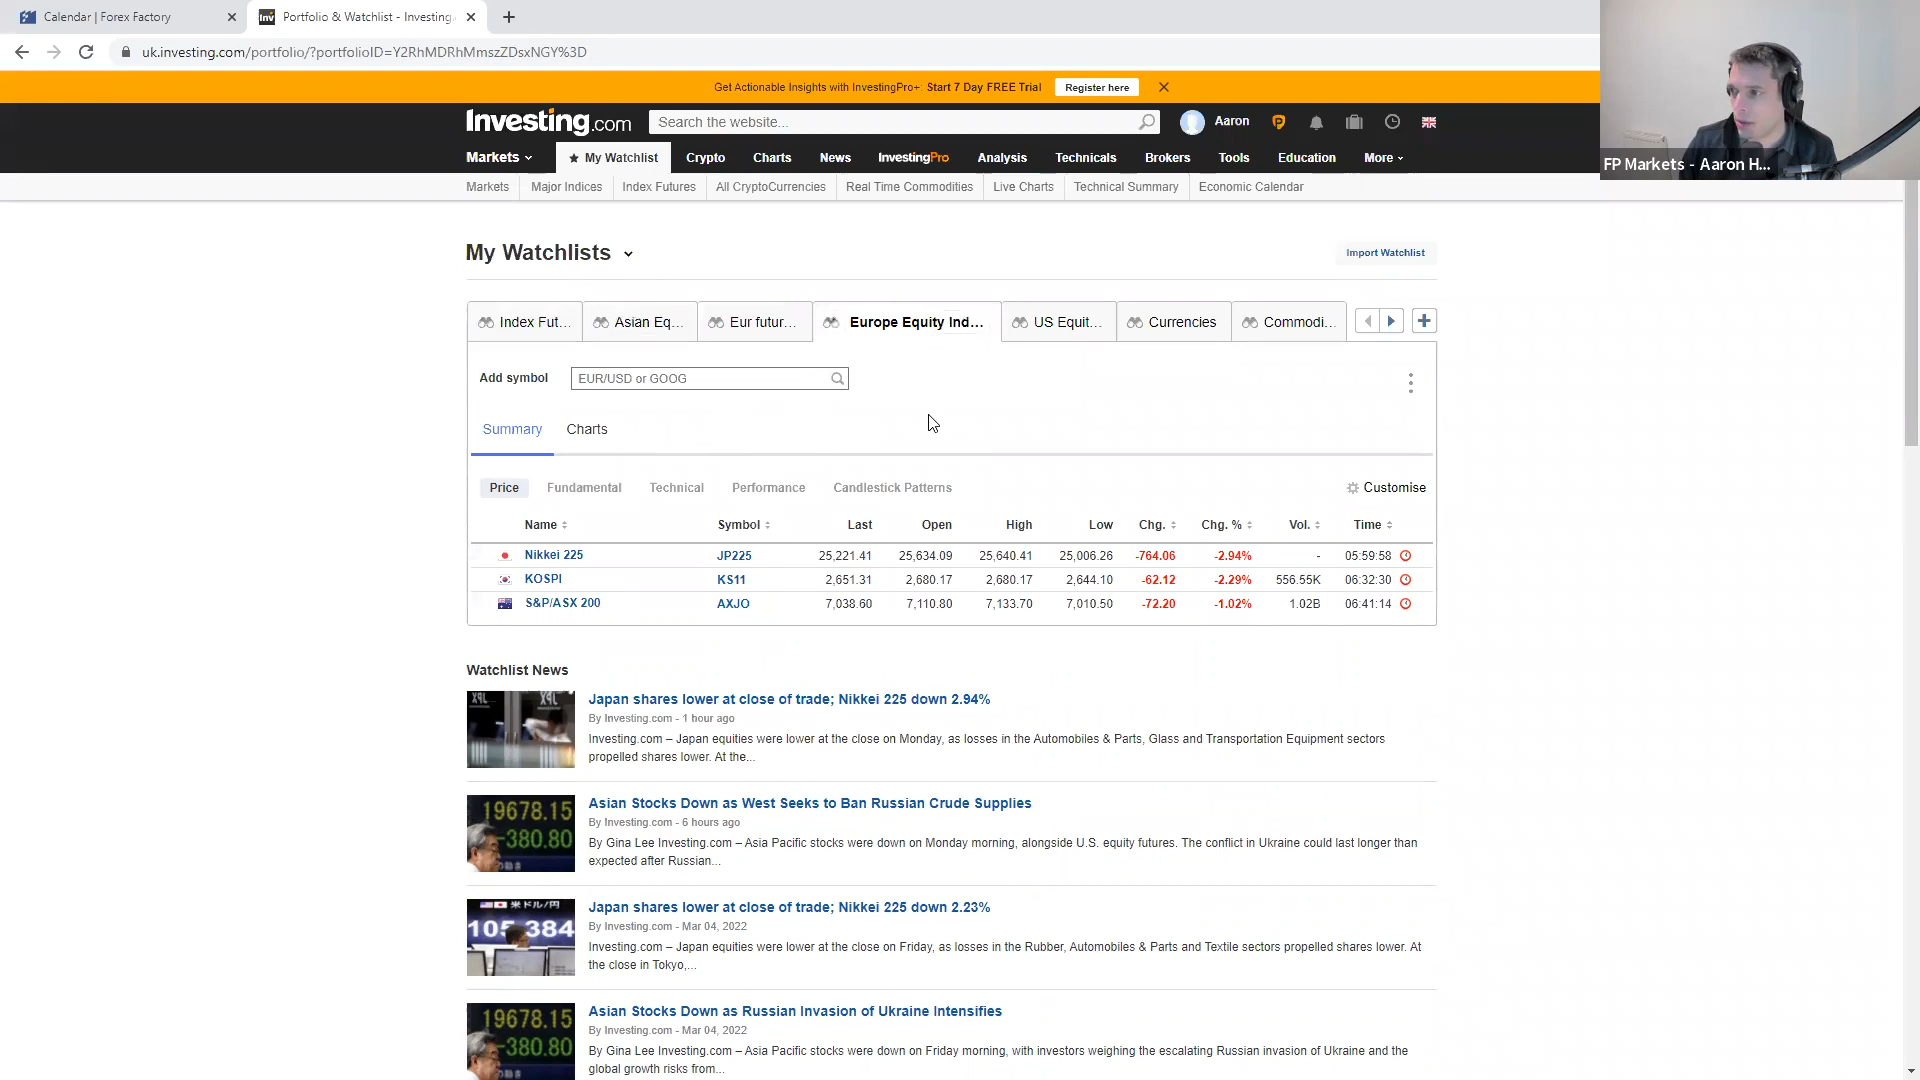 Calendar | Forex Factory
Portfolio & Watchlist - Investing.
uk.investing.com/portfolio/?portfolioID=Y2RhMDRhMmszZDsxNGY%3D
Get Actionable Insights with InvestingPro+: Start 7 Day FREE Trial
Register here
Investing.com
Search the website...
Aaron
FP Markets - Aaron H...
Markets
My Watchlist
Crypto
Charts
News
InvestingPro
Analysis
Technicals
Brokers
Tools
Education
More
Markets
Major Indices
Index Futures
All CryptoCurrencies
Real Time Commodities
Live Charts
Technical Summary
Economic Calendar
My Watchlists
Import Watchlist
Index Fut...
Asian Eq...
Eur futur...
Europe Equity Ind...
US Equit...
Currencies
Commodi...
Add symbol
EUR/USD or GOOG
Summary
Charts
Price
Fundamental
Technical
Performance
Candlestick Patterns
Customise
Name Symbol Last Open High Low Chg. Chg. % Vol. Time
Nikkei 225 JP225 25,221.41 25,634.09 25,640.41 25,006.26 -764.06 -2.94% - 05:59:58
KOSPI KS11 2,651.31 2,680.17 2,680.17 2,644.10 -62.12 -2.29% 556.55K 06:32:30
S&P/ASX 200 AXJO 7,038.60 7,110.80 7,133.70 7,010.50 -72.20 -1.02% 1.02B 06:41:14
Watchlist News
Japan shares lower at close of trade; Nikkei 225 down 2.94%
By Investing.com - 1 hour ago
Investing.com – Japan equities were lower at the close on Monday, as losses in the Automobiles & Parts, Glass and Transportation Equipment sectors
propelled shares lower. At the...
19678.15
-380.80
Asian Stocks Down as West Seeks to Ban Russian Crude Supplies
By Investing.com - 6 hours ago
By Gina Lee Investing.com – Asia Pacific stocks were down on Monday morning, alongside U.S. equity futures. The conflict in Ukraine could last longer than
expected after Russian...
米ドル/円
105.384
Japan shares lower at close of trade; Nikkei 225 down 2.23%
By Investing.com - Mar 04, 2022
Investing.com – Japan equities were lower at the close on Friday, as losses in the Rubber, Automobiles & Parts and Textile sectors propelled shares lower. At
the close in Tokyo,...
19678.15
-380.80
Asian Stocks Down as Russian Invasion of Ukraine Intensifies
By Investing.com - Mar 04, 2022
By Gina Lee Investing.com – Asia Pacific stocks were down on Friday morning, with investors weighing the escalating Russian invasion of Ukraine and the
global growth risks from...